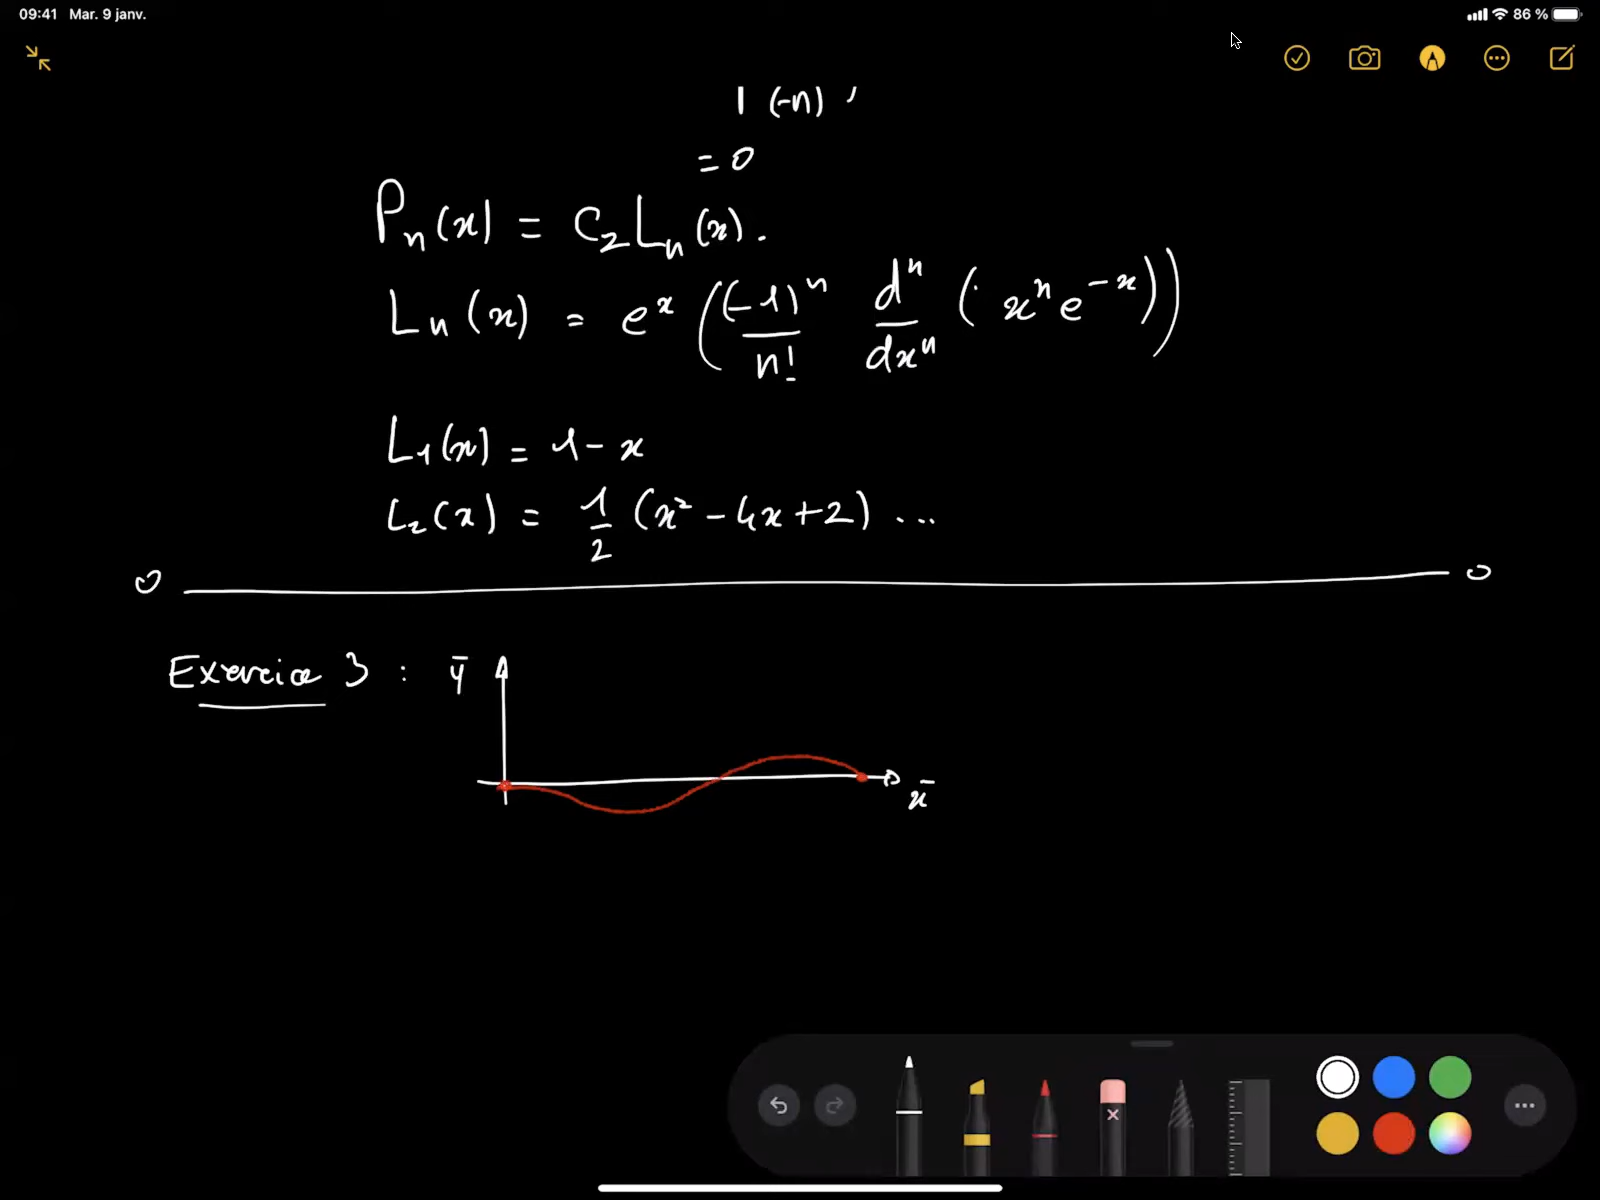 09:41 Mar. 9 janv. 86 %
1 (-n) ,
= 0
Pₙ(x) = C₂Lₙ(x).
Lₙ(x) = eˣ ( (-1)ⁿ/n! dⁿ/dxⁿ ( xⁿe⁻ˣ))
L₁(x) = 1 - x
L₂(x) = 1/2 (x² - 4x + 2) ...
Exercice 3 : ȳ
x̄